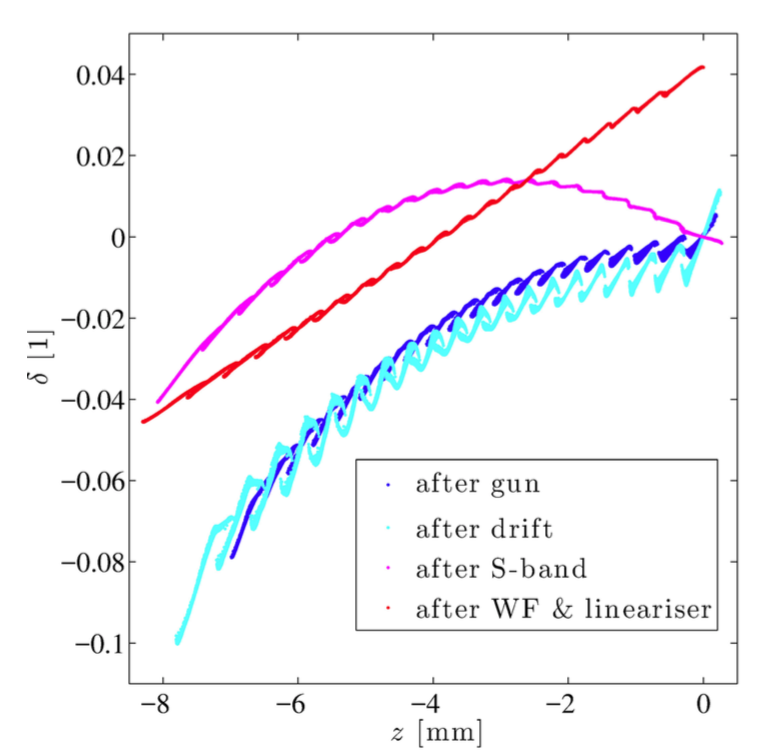 0.04
0.02
0
−0.02
−0.04
−0.06
−0.08
−0.1
δ [1]
after gun
after drift
after S-band
after WF & lineariser
−8
−6
−4
−2
0
z [mm]